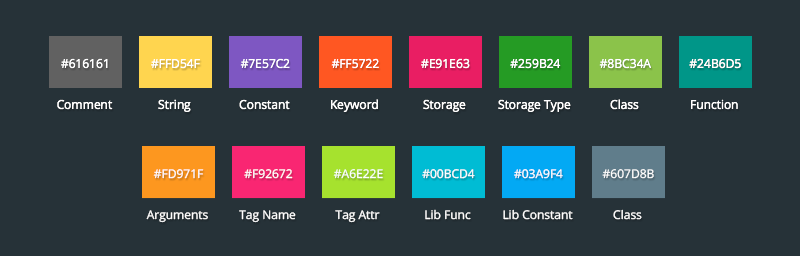 #616161 #FFD54F #7E57C2 #FF5722 #E91E63 #259B24 #8BC34A #24B6D5
Comment String Constant Keyword Storage Storage Type Class Function
#FD971F #F92672 #A6E22E #00BCD4 #03A9F4 #607D8B
Arguments Tag Name Tag Attr Lib Func Lib Constant Class